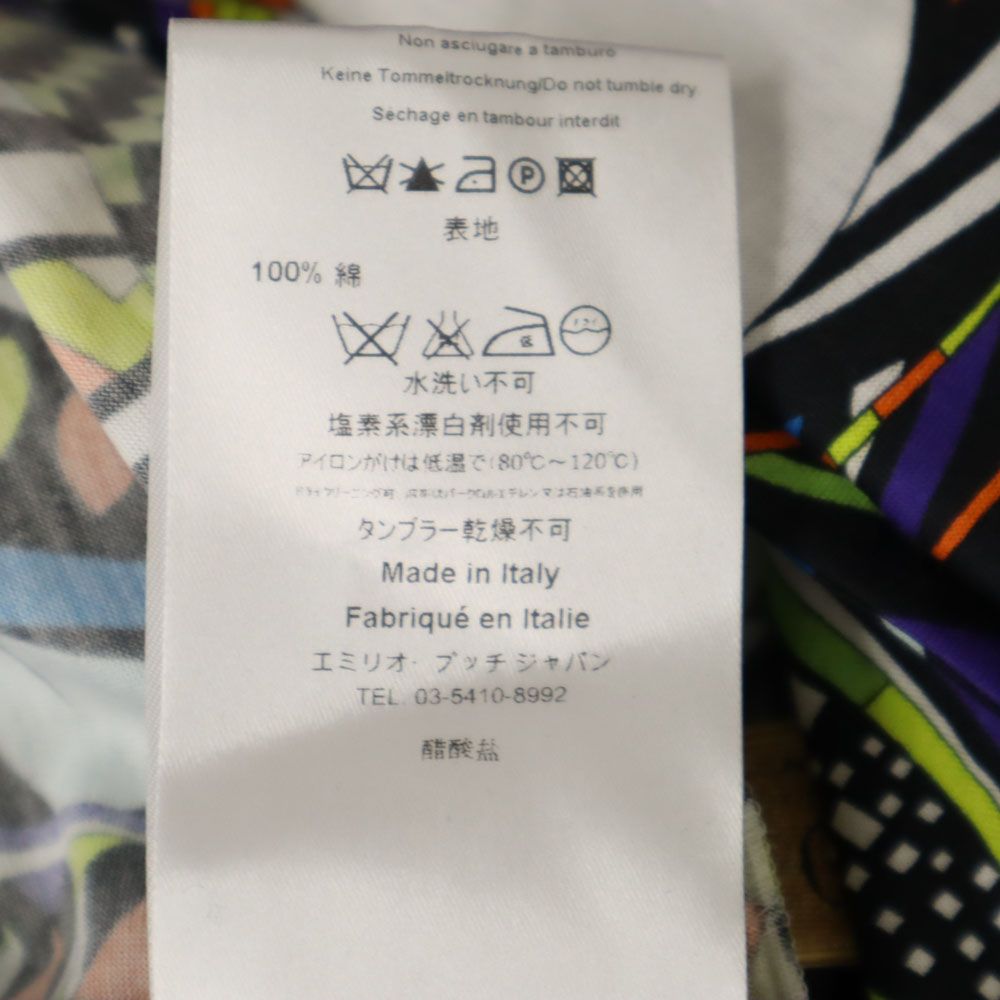 Non asciugare a tamburo
Keine Tommeltrocknung/Do not tumble dry
Séchage en tambour interdit
P
表地
100% 綿
低
水洗い不可
塩素系漂白剤使用不可
アイロンがけは低温で(80℃~120℃)
タンブラー乾燥不可
Made in Italy
Fabriqué en Italie
エミリオ・プッチ ジャパン
TEL. 03-5410-8992
醋酸盐